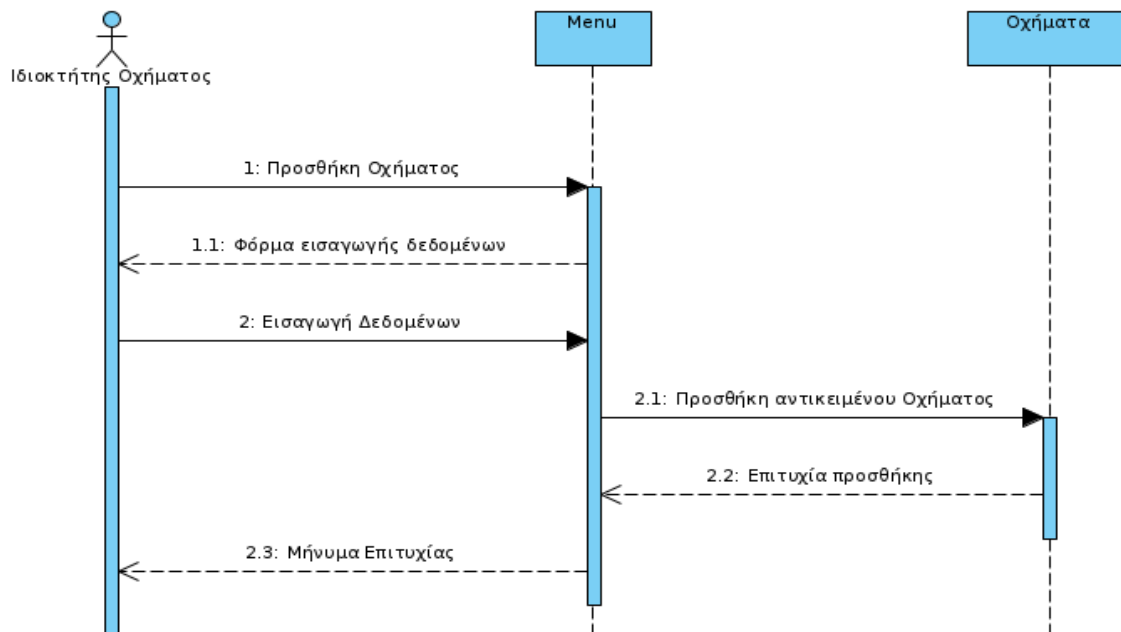 Menu
Οχήματα
Ιδιοκτήτης Οχήματος
1: Προσθήκη Οχήματος
1.1: Φόρμα εισαγωγής δεδομένων
2: Εισαγωγή Δεδομένων
2.1: Προσθήκη αντικειμένου Οχήματος
2.2: Επιτυχία προσθήκης
2.3: Μήνυμα Επιτυχίας